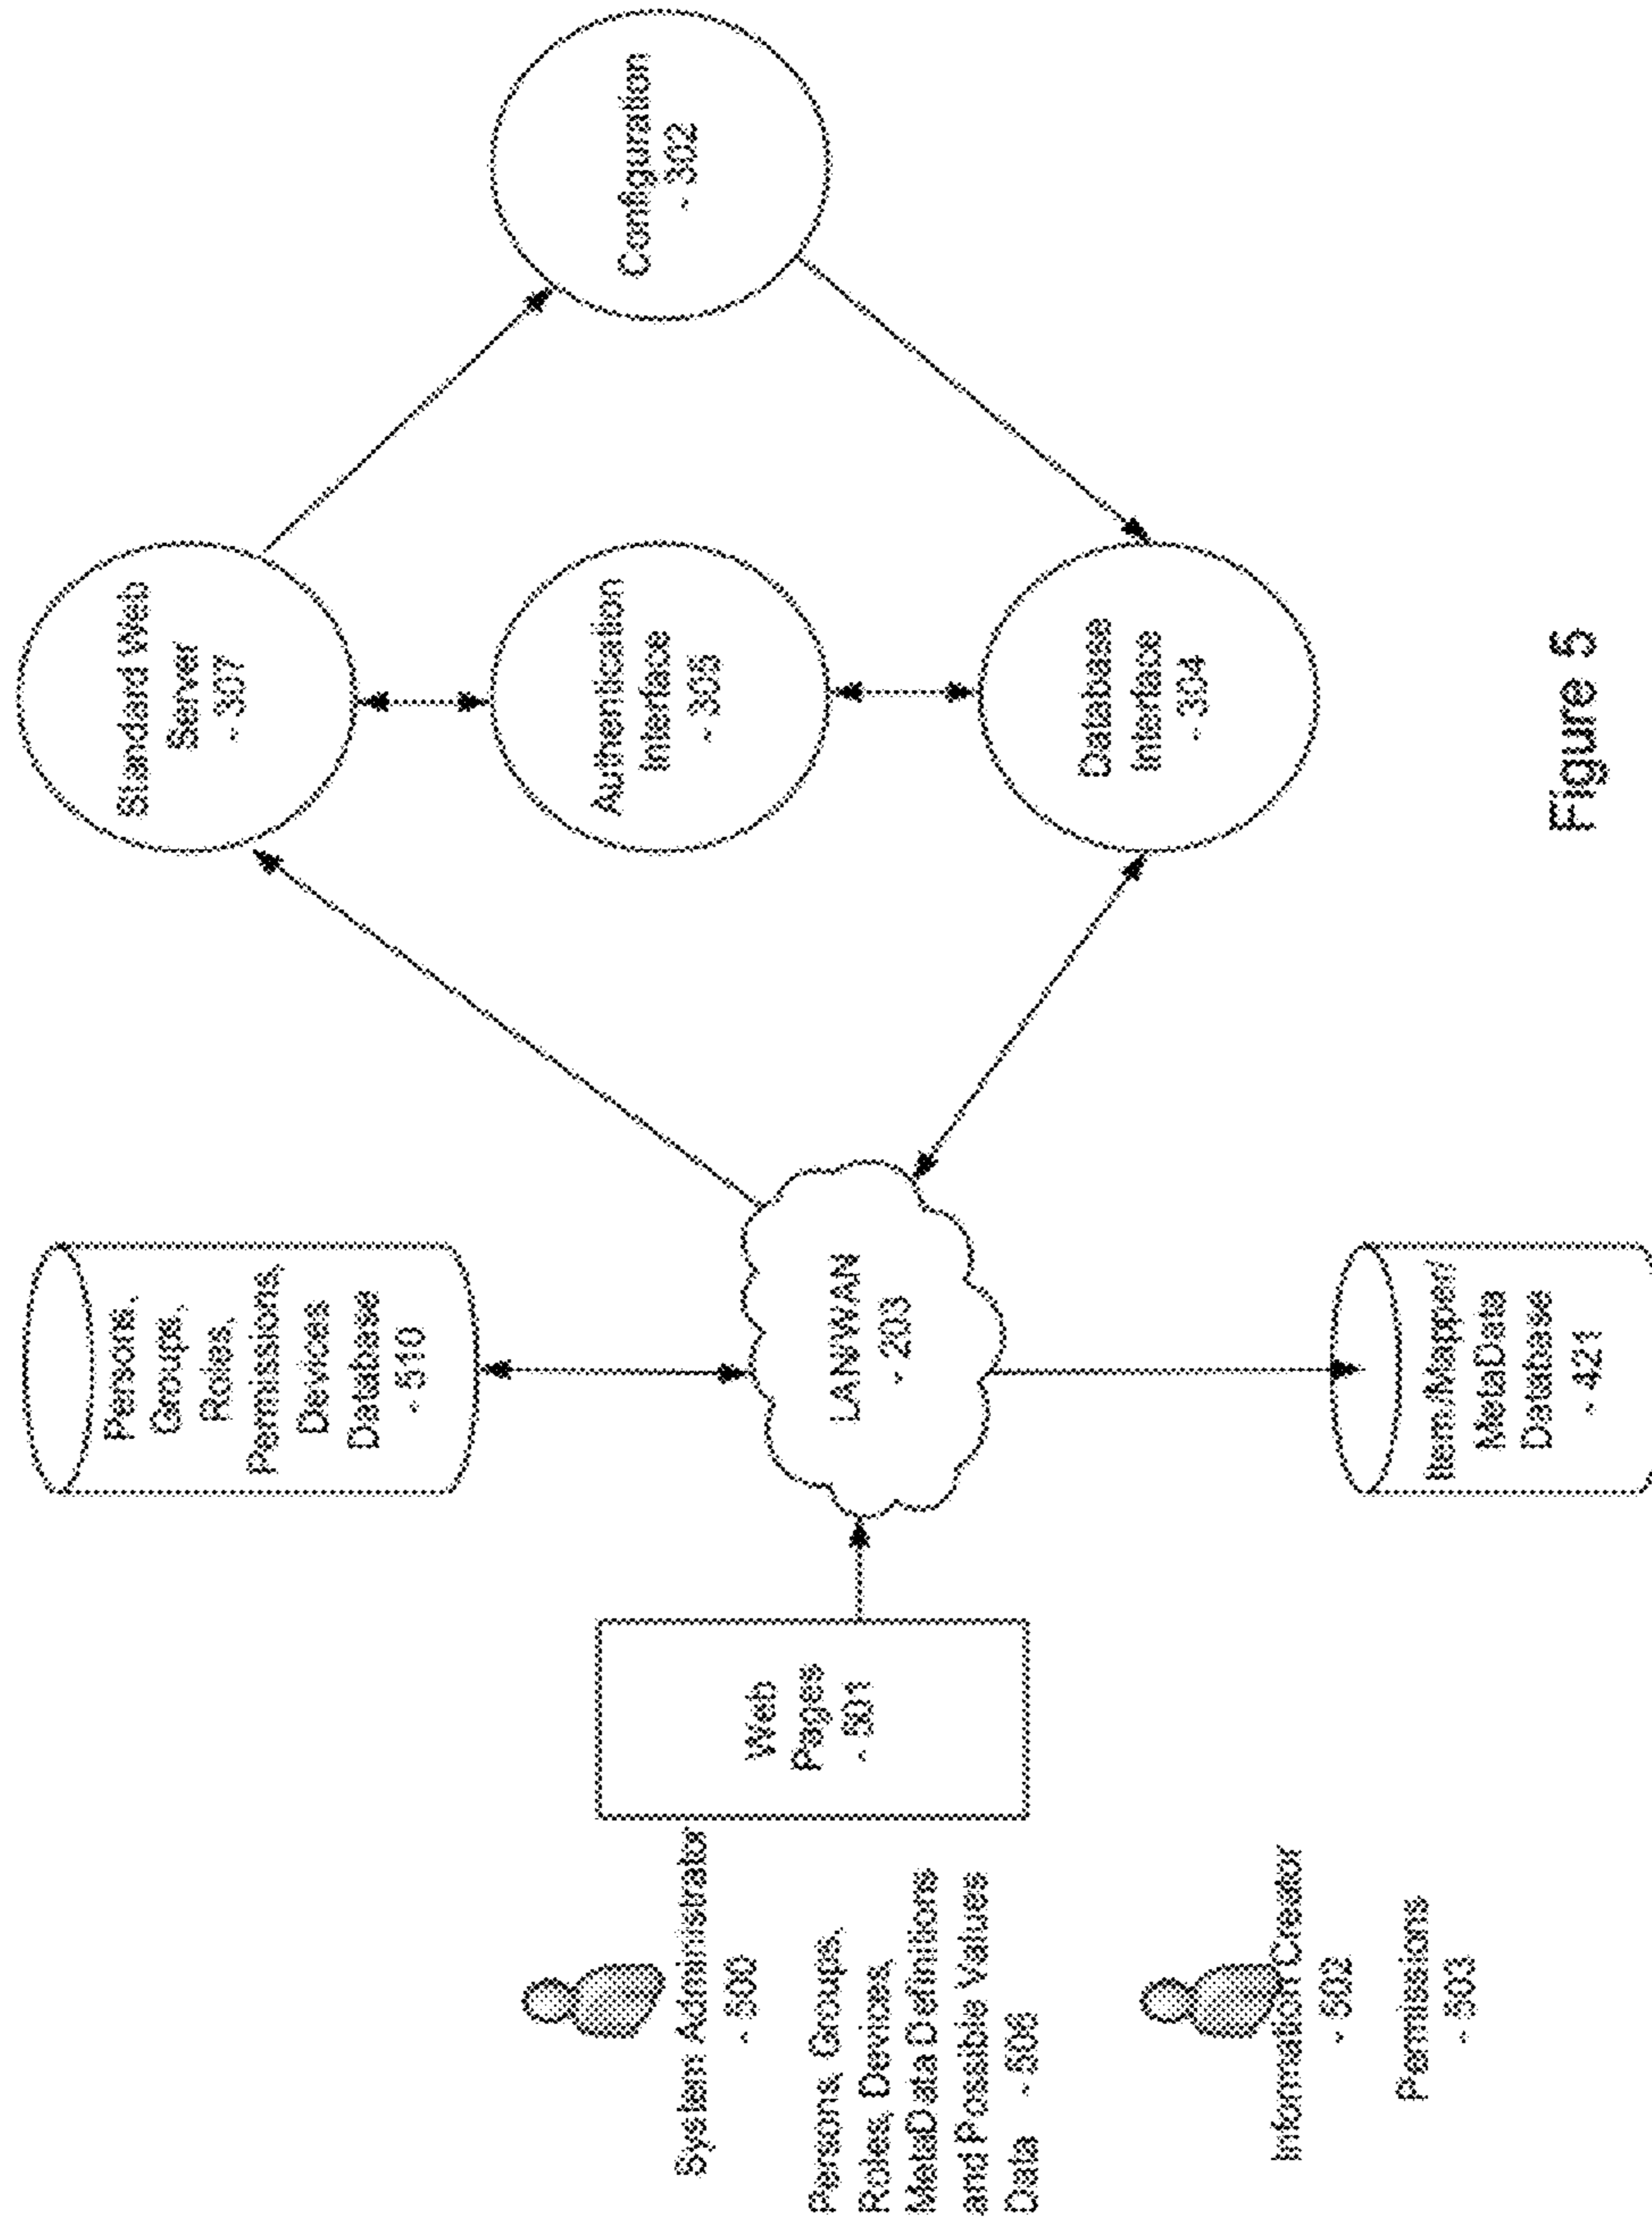 Standard Web
Server
~ 307
Authentication
Interface
~ 305
Database
Interface
~ 304
Configuration
~ 302
Persons,
Groups,
Roles,
Permissions,
Devices
Database
~ 510
LAN/WAN
~ 203
Item/Mapper/
MetaData
Database
~ 421
Web
Pages
~ 501
System Administrator
~ 500
Persons, Groups,
Roles, Devices,
MetaData Definitions
and Possible Values
Data ~ 506
Information Creator
~ 502
Permissions
~ 503
Figure 5